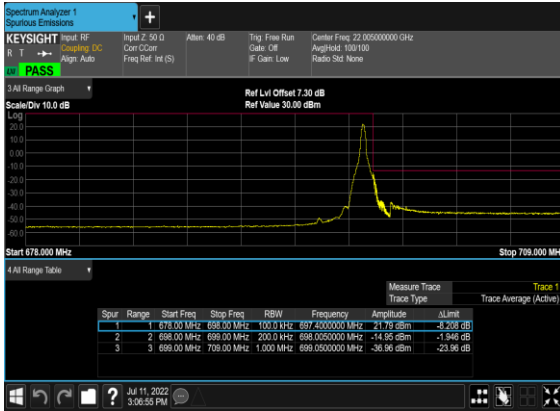 Spectrum Analyzer 1
Spurious Emissions
+
KEYSIGHT Input: RF Input Z: 50 Ω Atten: 40 dB Trig: Free Run Center Freq: 22.005000000 GHz
R T Coupling: DC Corr CCorr Gate: Off Avg|Hold: 100/100
Align: Auto Freq Ref: Int (S) IF Gain: Low Radio Std: None
PASS
3 All Range Graph
Ref Lvl Offset 7.30 dB
Scale/Div 10.0 dB Ref Value 30.00 dBm
Log
20.0
10.0
0.00
-10.0
-20.0
-30.0
-40.0
-50.0
-60.0
Start 678.000 MHz Stop 709.000 MH
4 All Range Table
Measure Trace Trace 1
Trace Type Trace Average (Active)
Spur Range Start Freq Stop Freq RBW Frequency Amplitude ΔLimit
1 1 678.00 MHz 698.00 MHz 100.0 kHz 697.4000000 MHz 21.79 dBm -8.208 dB
2 2 698.00 MHz 699.00 MHz 200.0 kHz 698.0050000 MHz -14.95 dBm -1.946 dB
3 3 699.00 MHz 709.00 MHz 1.000 MHz 699.0500000 MHz -36.96 dBm -23.96 dB
? Jul 11, 2022
3:06:55 PM